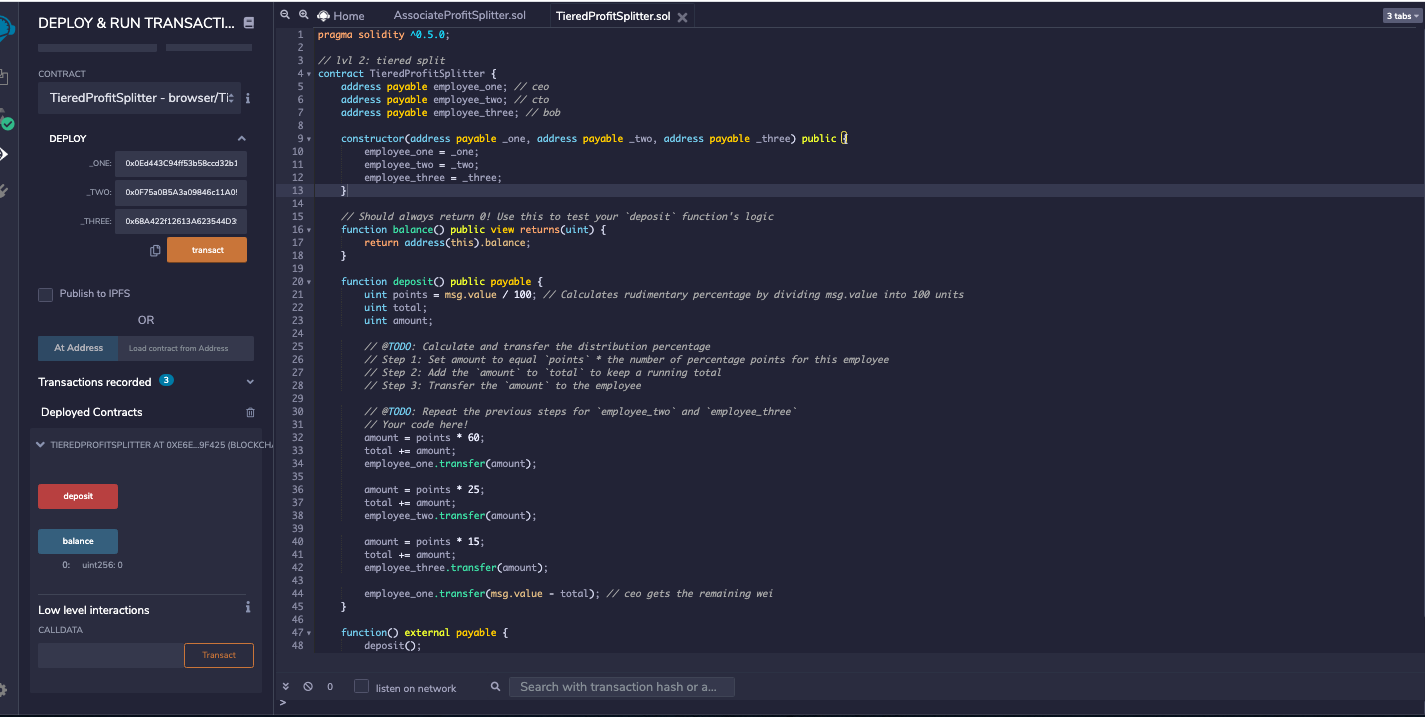 DEPLOY & RUN TRANSACTI...
CONTRACT
TieredProfitSplitter - browser/Ti
DEPLOY
_ONE:
0x0Ed443C94ff53b58ccd32b1
_TWO:
0x0F75a0B5A3a09846c11A0
_THREE:
0x68A422f12613A623544D3
transact
Publish to IPFS
OR
At Address
Load contract from Address
Transactions recorded 3
Deployed Contracts
TIEREDPROFITSPLITTER AT 0XE6E...9F425 (BLOCKCHA
deposit
balance
0: uint256: 0
Low level interactions
CALLDATA
Transact
Home
AssociateProfitSplitter.sol
TieredProfitSplitter.sol
3 tabs
1 pragma solidity ^0.5.0;
2
3 // lvl 2: tiered split
4 contract TieredProfitSplitter {
5 address payable employee_one; // ceo
6 address payable employee_two; // cto
7 address payable employee_three; // bob
8
9 constructor(address payable _one, address payable _two, address payable _three) public {
10 employee_one = _one;
11 employee_two = _two;
12 employee_three = _three;
13 }
14
15 // Should always return 0! Use this to test your `deposit` function's logic
16 function balance() public view returns(uint) {
17 return address(this).balance;
18 }
19
20 function deposit() public payable {
21 uint points = msg.value / 100; // Calculates rudimentary percentage by dividing msg.value into 100 units
22 uint total;
23 uint amount;
24
25 // @TODO: Calculate and transfer the distribution percentage
26 // Step 1: Set amount to equal `points` * the number of percentage points for this employee
27 // Step 2: Add the `amount` to `total` to keep a running total
28 // Step 3: Transfer the `amount` to the employee
29
30 // @TODO: Repeat the previous steps for `employee_two` and `employee_three`
31 // Your code here!
32 amount = points * 60;
33 total += amount;
34 employee_one.transfer(amount);
35
36 amount = points * 25;
37 total += amount;
38 employee_two.transfer(amount);
39
40 amount = points * 15;
41 total += amount;
42 employee_three.transfer(amount);
43
44 employee_one.transfer(msg.value - total); // ceo gets the remaining wei
45 }
46
47 function() external payable {
48 deposit();
0
listen on network
Search with transaction hash or a...
>